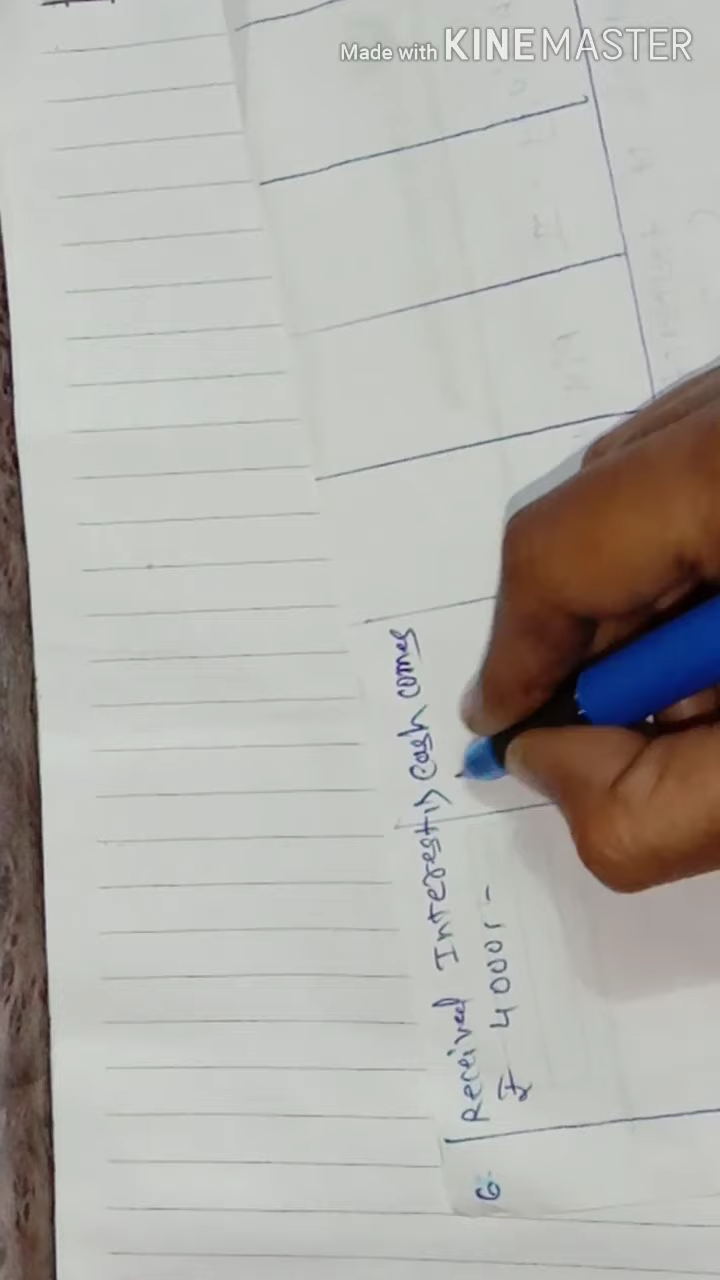 Made with KINEMASTER
6.
Received Interest
₹ 4000/-
i) Cash comes